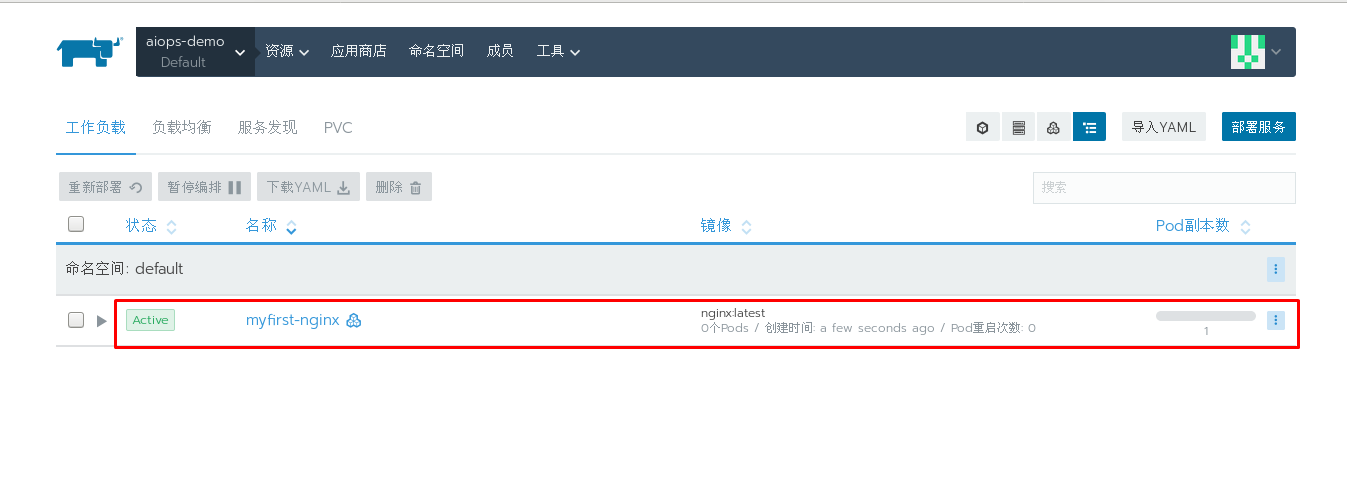 aiops-demo
Default
资源 应用商店 命名空间 成员 工具
工作负载 负载均衡 服务发现 PVC 导入YAML 部署服务
重新部署 暂停编排 下载YAML 删除 搜索
状态 名称 镜像 Pod副本数
命名空间: default
Active myfirst-nginx nginx:latest
0个Pods / 创建时间: a few seconds ago / Pod重启次数: 0
1